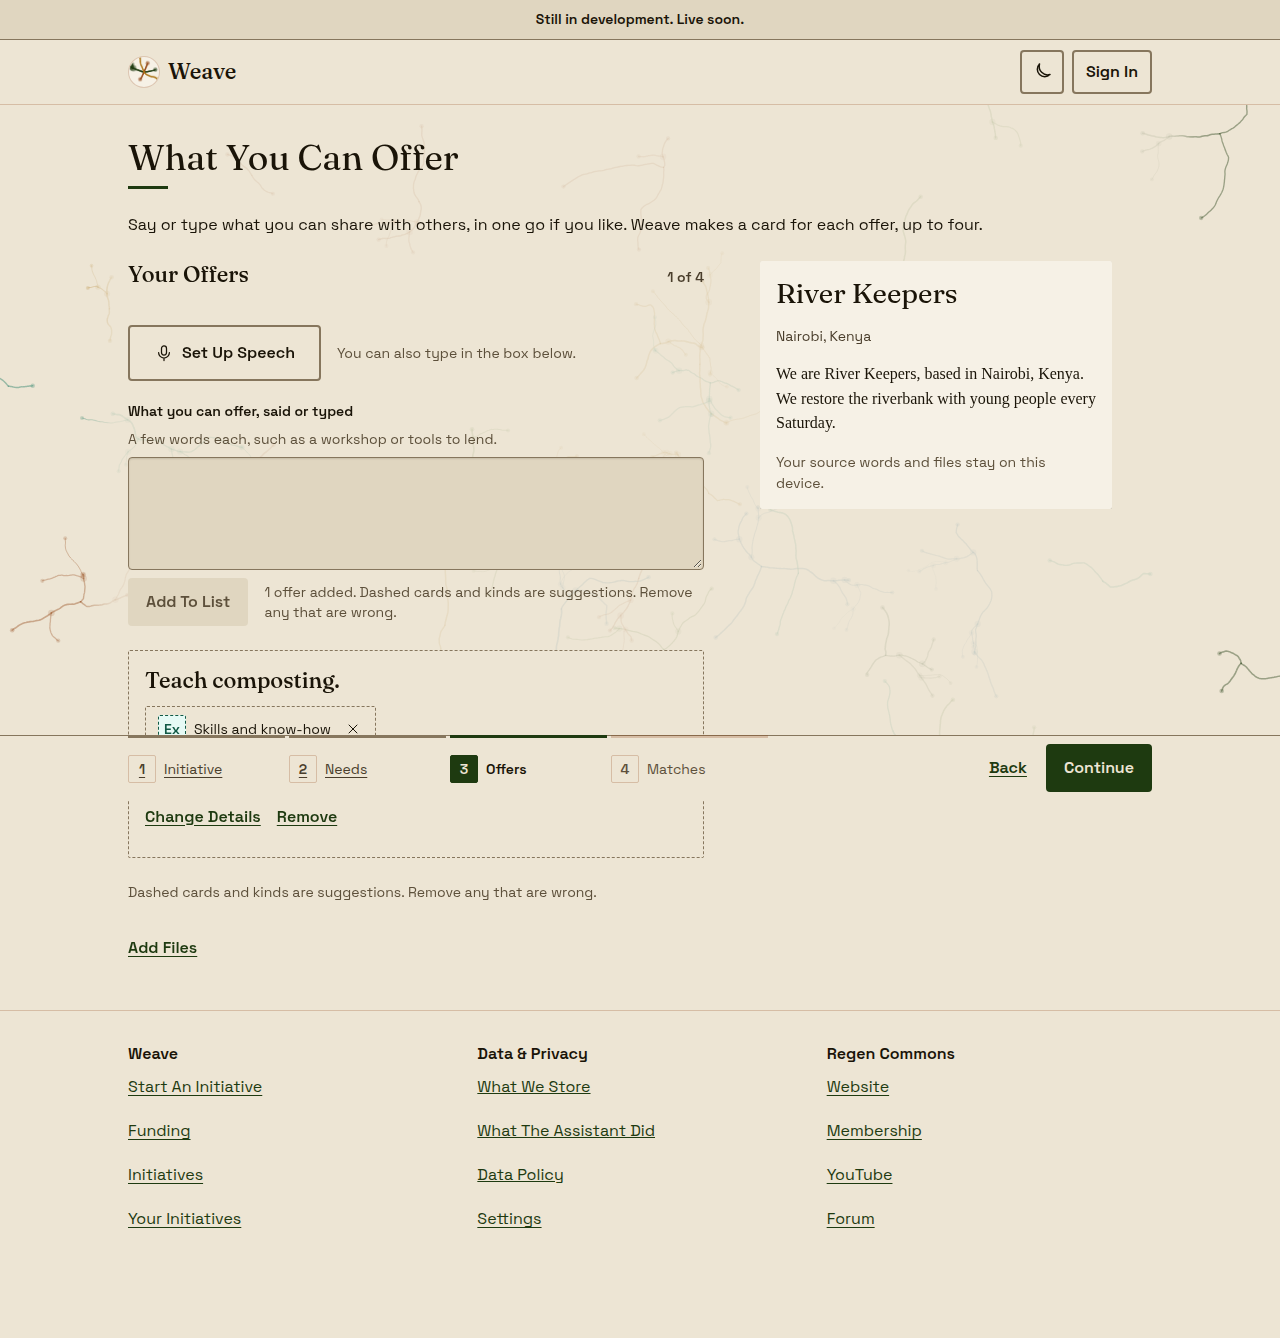 Still in development. Live soon.
Weave
Sign In
What You Can Offer
Say or type what you can share with others, in one go if you like. Weave makes a card for each offer, up to four.
Your Offers
1 of 4
Set Up Speech
You can also type in the box below.
What you can offer, said or typed
A few words each, such as a workshop or tools to lend.
Add To List
1 offer added. Dashed cards and kinds are suggestions. Remove
any that are wrong.
Teach composting.
Ex
Skills and know-how
River Keepers
Nairobi, Kenya
We are River Keepers, based in Nairobi, Kenya.
We restore the riverbank with young people every
Saturday.
Your source words and files stay on this
device.
1 Initiative
2 Needs
3 Offers
4 Matches
Back
Continue
Change Details
Remove
Dashed cards and kinds are suggestions. Remove any that are wrong.
Add Files
Weave
Start An Initiative
Funding
Initiatives
Your Initiatives
Data & Privacy
What We Store
What The Assistant Did
Data Policy
Settings
Regen Commons
Website
Membership
YouTube
Forum